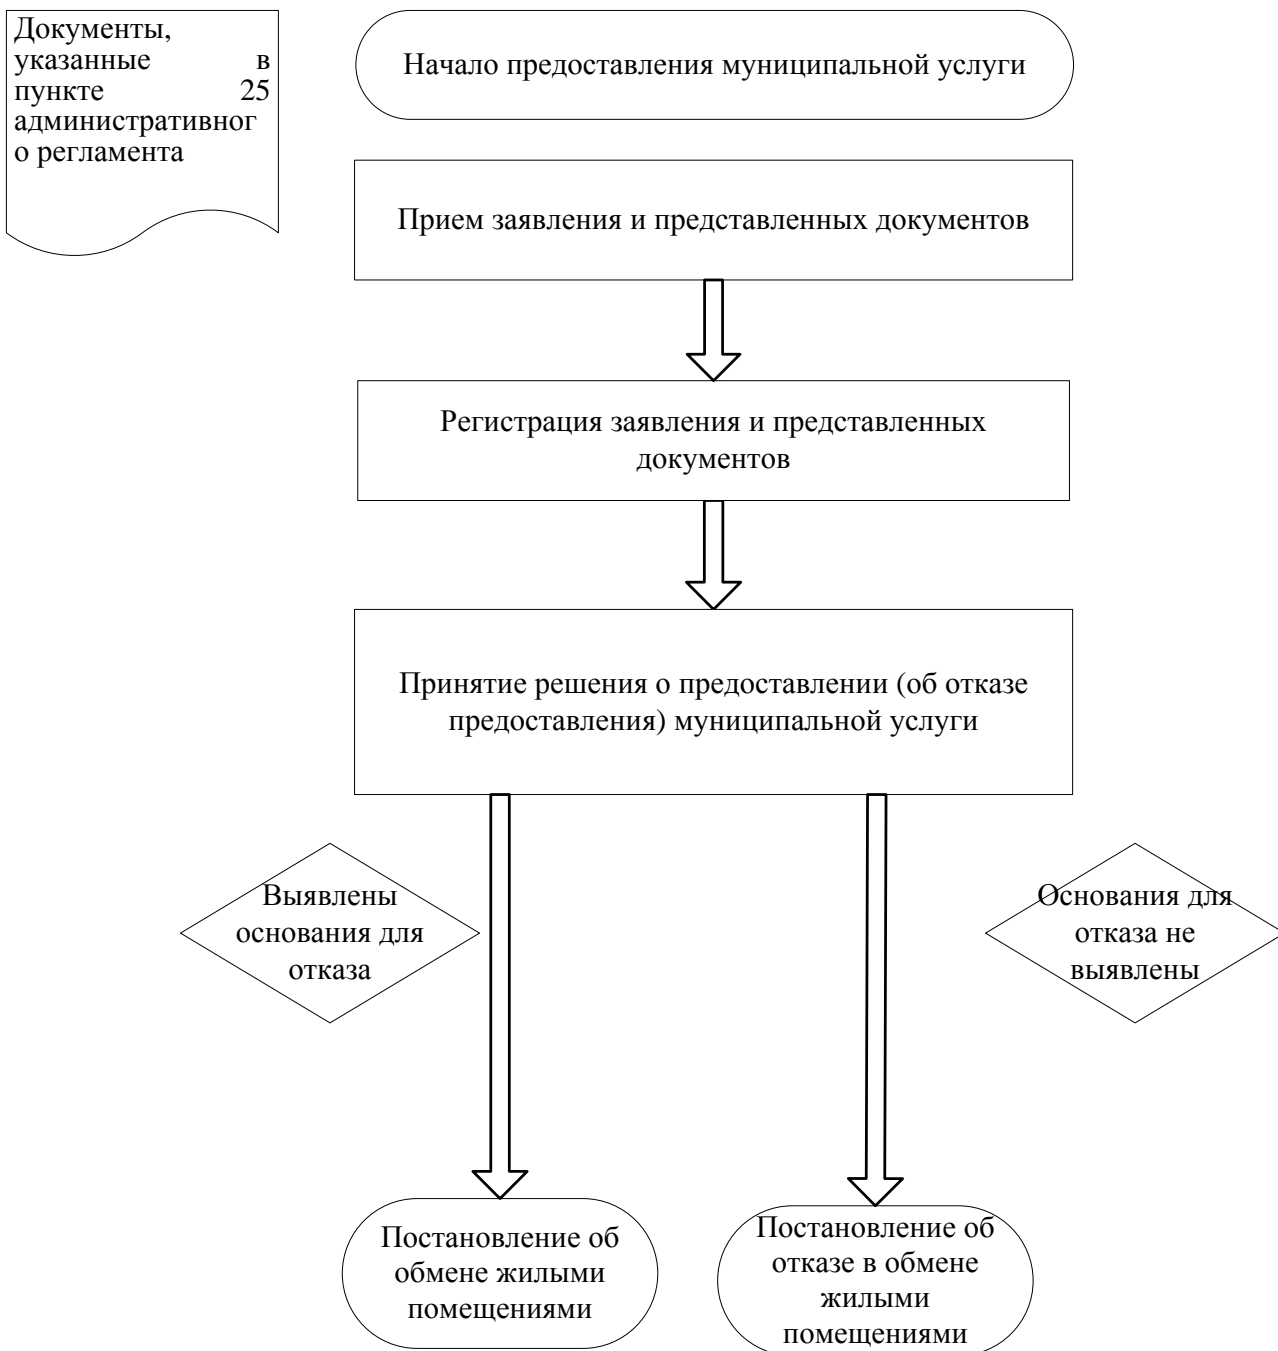 Документы,
указанные в
пункте 25
административног
о регламента
Начало предоставления муниципальной услуги
Прием заявления и представленных документов
Регистрация заявления и представленных
документов
Принятие решения о предоставлении (об отказе
предоставления) муниципальной услуги
Выявлены
основания для
отказа
Основания для
отказа не
выявлены
Постановление об
обмене жилыми
помещениями
Постановление об
отказе в обмене
жилыми
помещениями